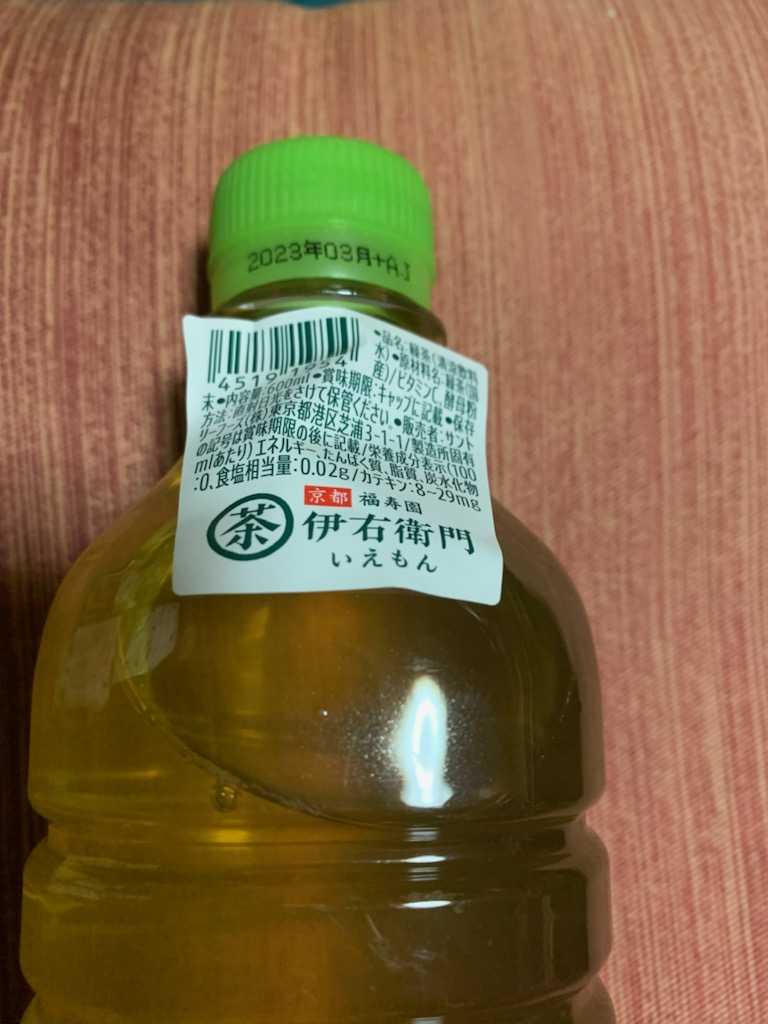 2023年03月+AJ
•品名:緑茶(清涼飲料
水)•原材料名:緑茶(国
産)/ビタミンC、酵母粉
末•内容量:600ml•賞味期限:キャップに記載•保存
方法:直射日光をさけて保管ください。•販売者:サント
リーフーズ(株)東京都港区芝浦3-1-1/製造所固有
の記号は賞味期限の後に記載/栄養成分表示(100
mlあたり)エネルギー、たんぱく質、脂質、炭水化物
:0、食塩相当量:0.02g/カテキン:8~29mg
京都 福寿園
茶 伊右衛門
いえもん